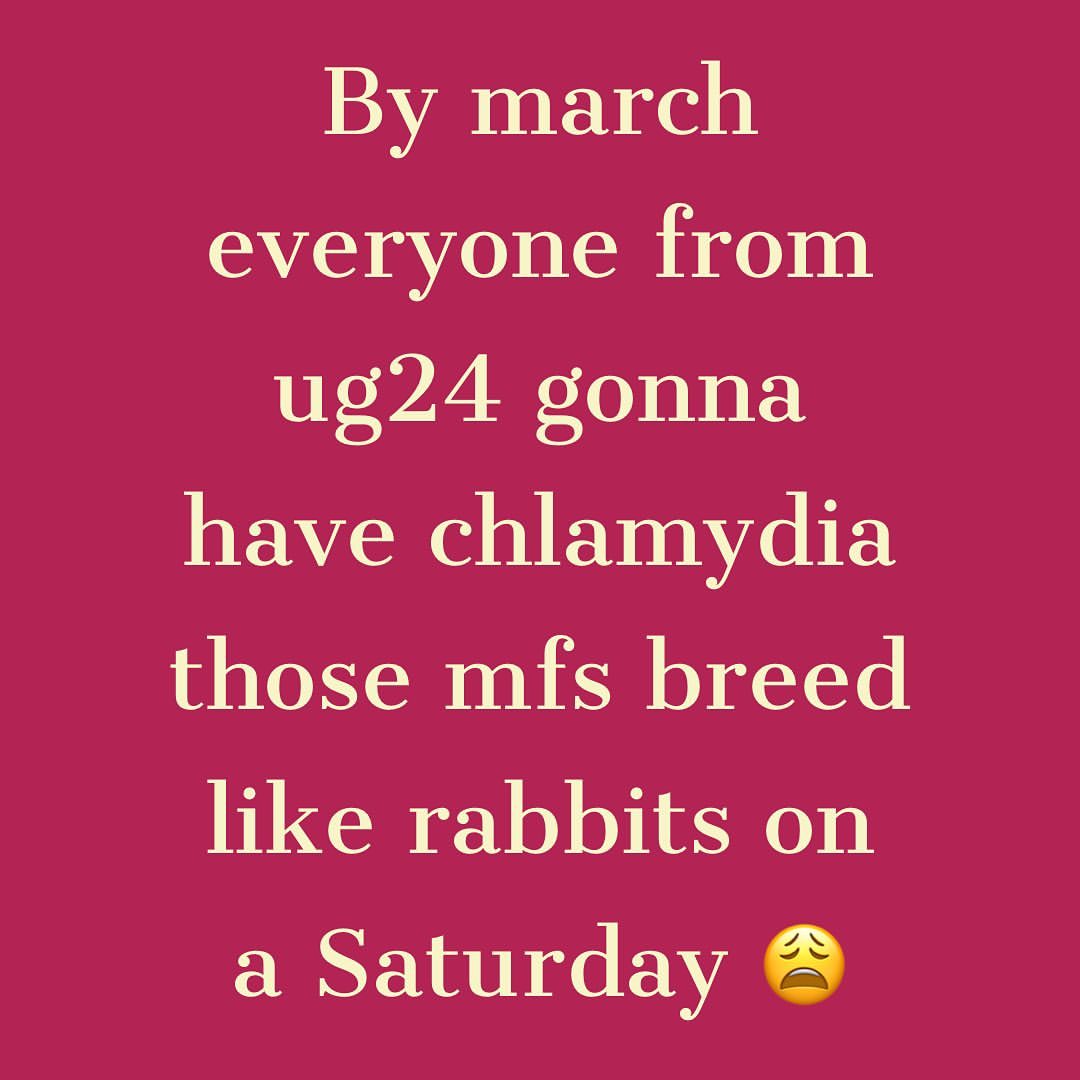 By march
everyone from
ug24 gonna
have chlamydia
those mfs breed
like rabbits on
a Saturday 😩